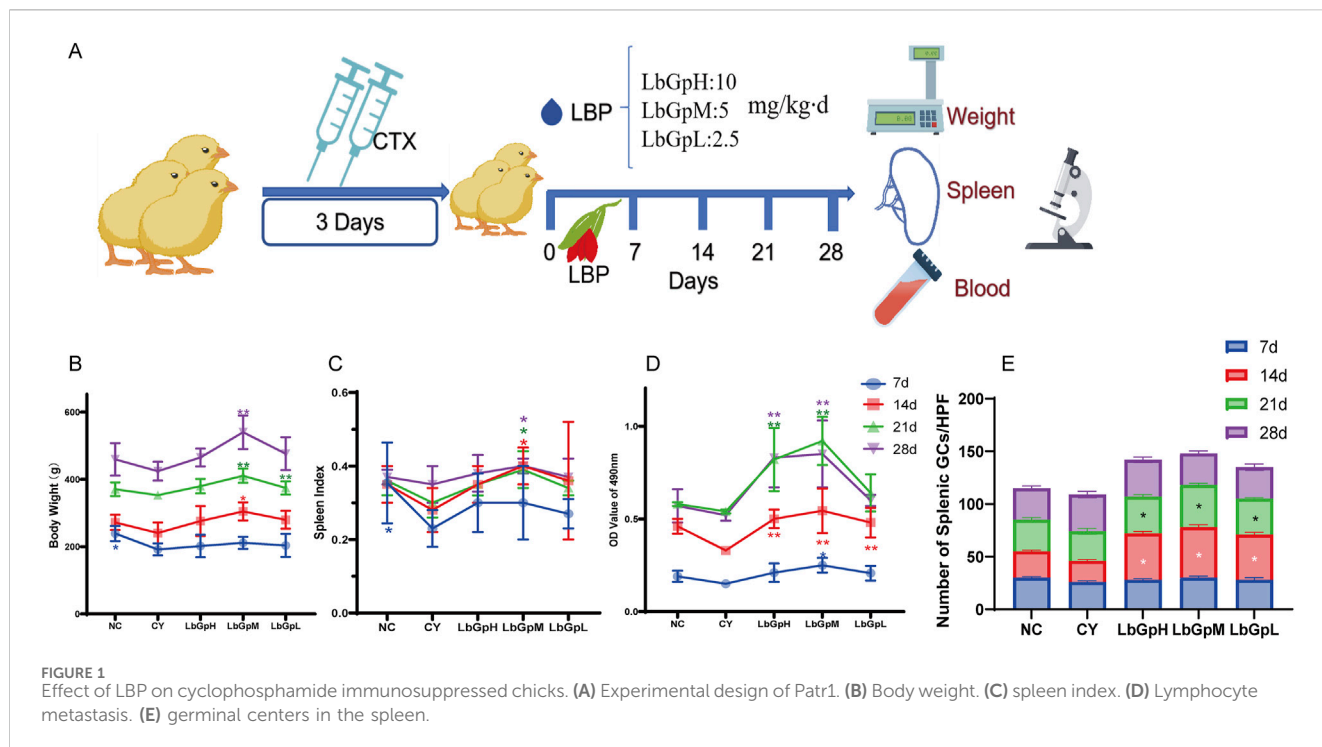 A
CTX
3 Days
LBP
LbGpH:10
LbGpM:5 mg/kg·d
LbGpL:2.5
0 7 14 21 28
LBP
Days
0.00
0.00
Weight
Spleen
Blood
B
Body Weight (g)
600
400
200
0
** ** ** * *
NC CY LbGpH LbGpM LbGpL
C
Spleen Index
0.6
0.4
0.2
0.0
* * * *
NC CY LbGpH LbGpM LbGpL
D
OD Value of 490nm
1.0
0.5
0.0
7d
14d
21d
28d
** ** ** ** ** ** * **
NC CY LbGpH LbGpM LbGpL
E
7d
14d
21d
28d
Number of Splenic GCs/HPF
200
150
100
50
0
* * *
* * *
NC CY LbGpH LbGpM LbGpL
FIGURE 1
Effect of LBP on cyclophosphamide immunosuppressed chicks. (A) Experimental design of Patr1. (B) Body weight. (C) spleen index. (D) Lymphocyte
metastasis. (E) germinal centers in the spleen.